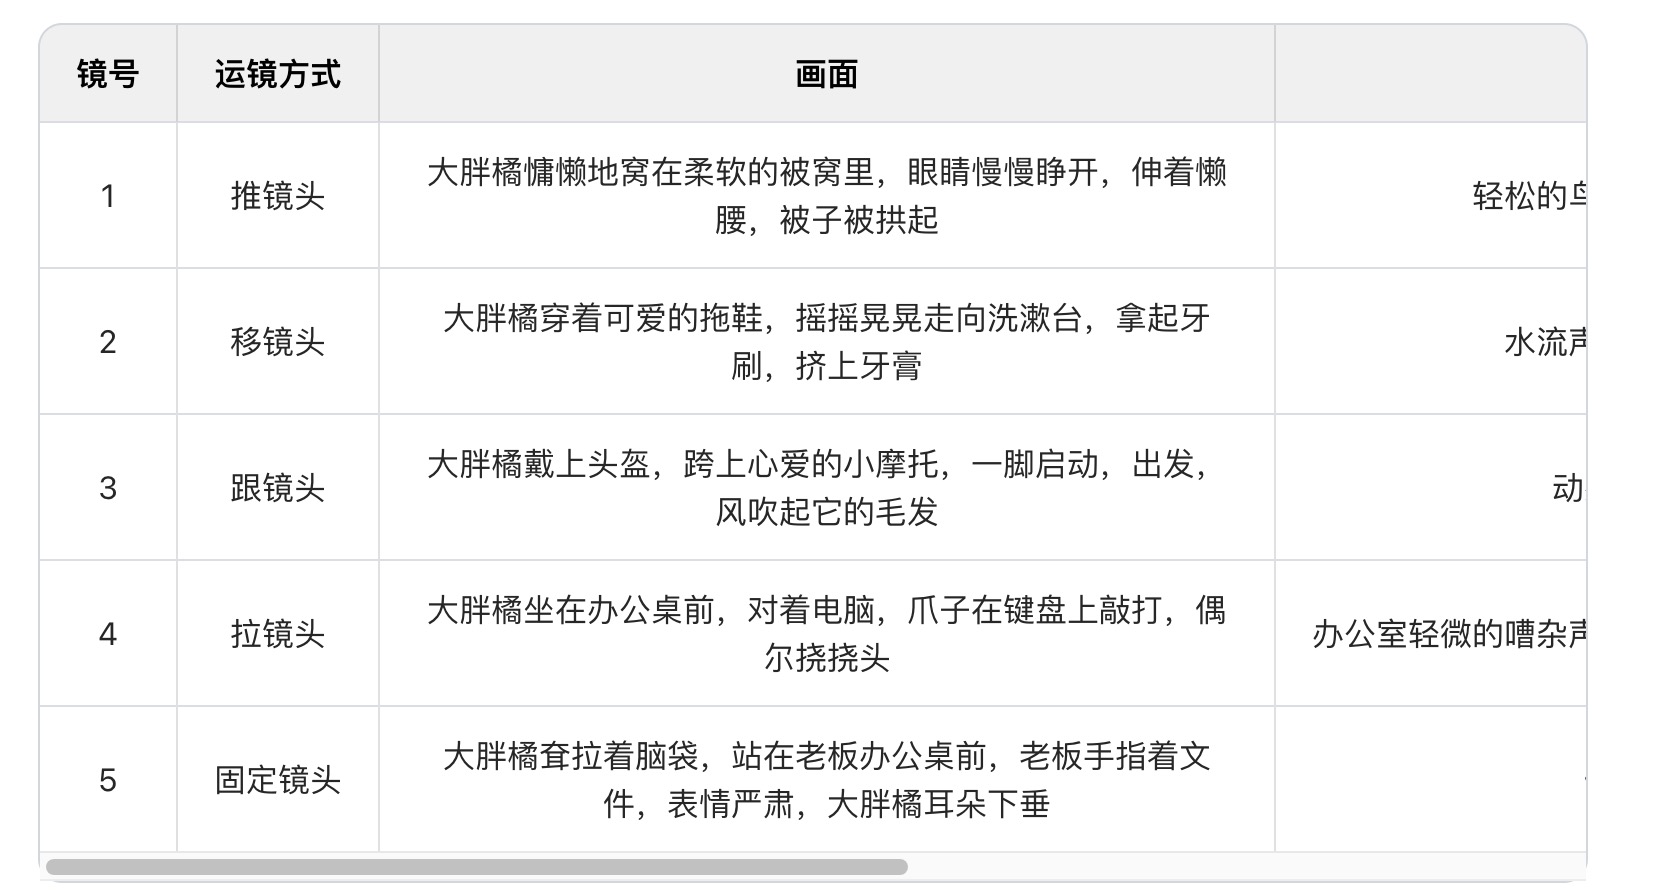 镜号 运镜方式 画面
1 推镜头 大胖橘慵懒地窝在柔软的被窝里，眼睛慢慢睁开，伸着懒
腰，被子被拱起 轻松的
2 移镜头 大胖橘穿着可爱的拖鞋，摇摇晃晃走向洗漱台，拿起牙
刷，挤上牙膏 水流声
3 跟镜头 大胖橘戴上头盔，跨上心爱的小摩托，一脚启动，出发，
风吹起它的毛发 动
4 拉镜头 大胖橘坐在办公桌前，对着电脑，爪子在键盘上敲打，偶
尔挠挠头 办公室轻微的嘈杂声
5 固定镜头 大胖橘耷拉着脑袋，站在老板办公桌前，老板手指着文
件，表情严肃，大胖橘耳朵下垂